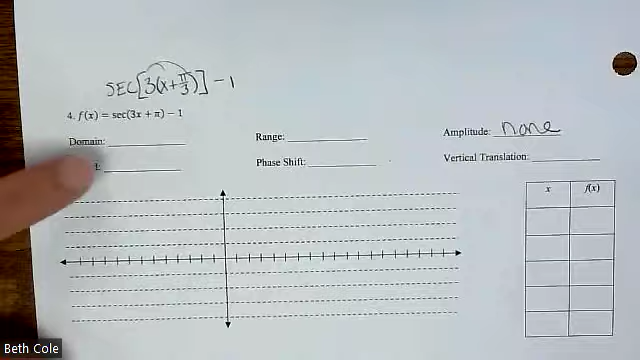 SEC[3(x+π/3)] -1
4. f(x) = sec(3x + π) − 1
Domain: Range: Amplitude: none
Phase Shift: Vertical Translation:
x f(x)
Beth Cole